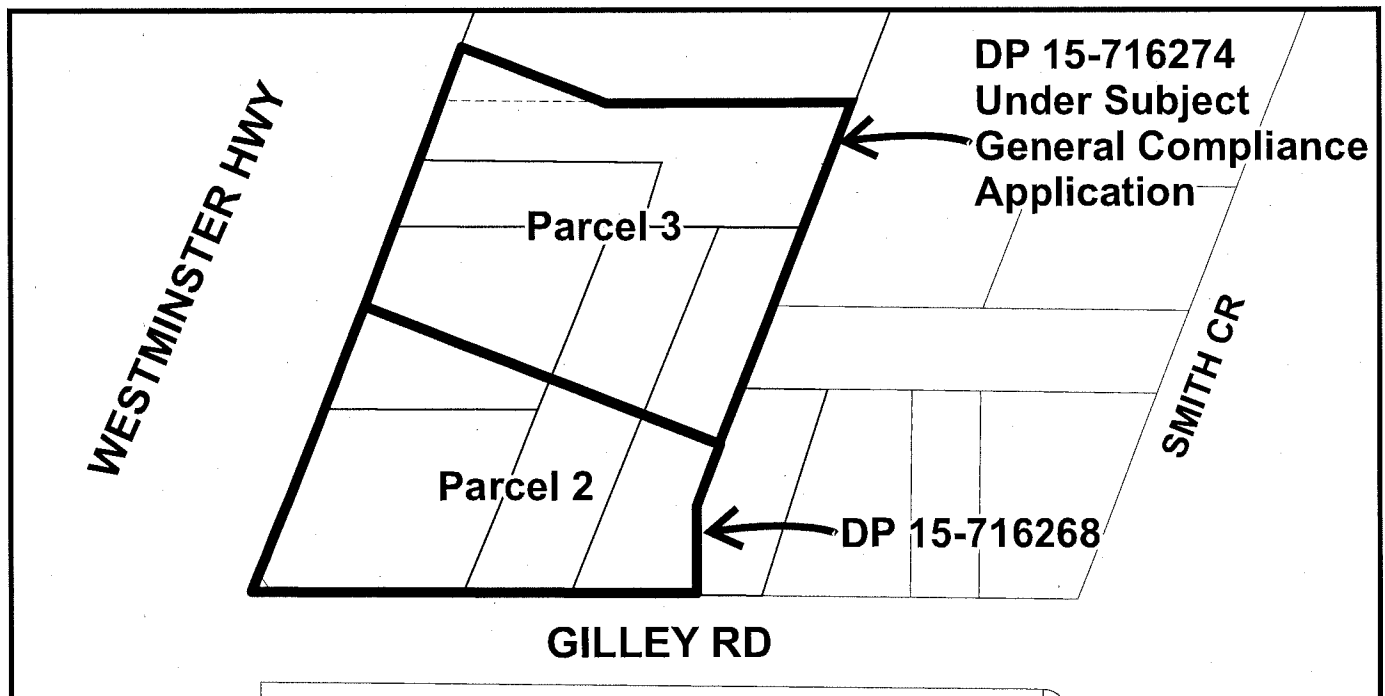 DP 15-716274
Under Subject
General Compliance
Application
WESTMINSTER HWY
Parcel 3
SMITH CR
Parcel 2
DP 15-716268
GILLEY RD